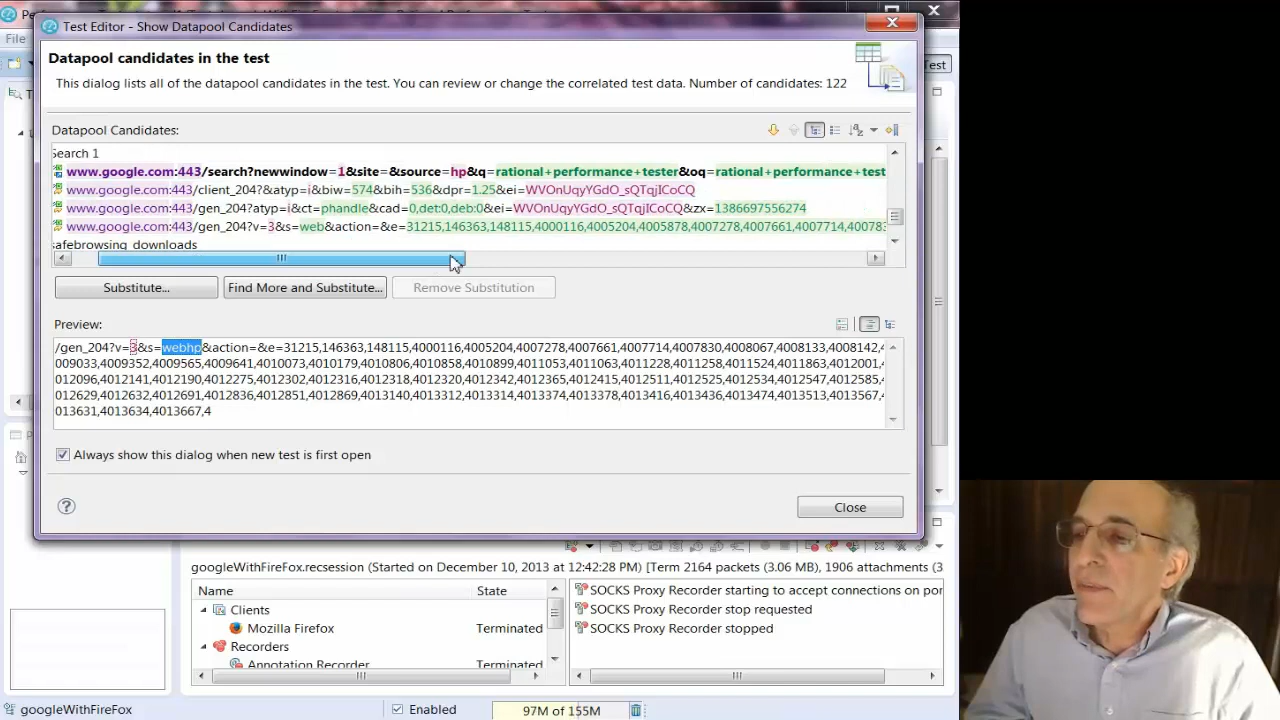 Test Editor - Show Datapool Candidates
File
Test
Datapool candidates in the test
This dialog lists all of the datapool candidates in the test. You can review or change the correlated test data. Number of candidates: 122
Datapool Candidates:
Search 1
www.google.com:443/search?newwindow=1&site=&source=hp&q=rational+performance+tester&oq=rational+performance+test
www.google.com:443/client_204?&atyp=i&biw=574&bih=536&dpr=1.25&ei=WVOnUqyYGdO_sQTqjICoCQ
www.google.com:443/gen_204?atyp=i&ct=phandle&cad=0,det:0,deb:0&ei=WVOnUqyYGdO_sQTqjICoCQ&zx=1386697556274
www.google.com:443/gen_204?v=3&s=web&action=&e=31215,146363,148115,4000116,4005204,4005878,4007278,4007661,4007714,400783
safebrowsing_downloads
Substitute...
Find More and Substitute...
Remove Substitution
Preview:
/gen_204?v=3&s=webhp&action=&e=31215,146363,148115,4000116,4005204,4007278,4007661,4007714,4007830,4008067,4008133,4008142,4
009033,4009352,4009565,4009641,4010073,4010179,4010806,4010858,4010899,4011053,4011063,4011228,4011258,4011524,4011863,4012001,4
012096,4012141,4012190,4012275,4012302,4012316,4012318,4012320,4012342,4012365,4012415,4012511,4012525,4012534,4012547,4012585,4
012629,4012632,4012691,4012836,4012851,4012869,4013140,4013312,4013314,4013374,4013378,4013416,4013436,4013474,4013513,4013567,4
013631,4013634,4013667,4
Always show this dialog when new test is first open
Close
googleWithFireFox.recsession (Started on December 10, 2013 at 12:42:28 PM) [Term 2164 packets (3.06 MB), 1906 attachments (3
Name
State
Clients
Mozilla Firefox
Terminated
Recorders
Annotation Recorder
Terminated
SOCKS Proxy Recorder starting to accept connections on por
SOCKS Proxy Recorder stop requested
SOCKS Proxy Recorder stopped
googleWithFireFox
Enabled
97M of 155M